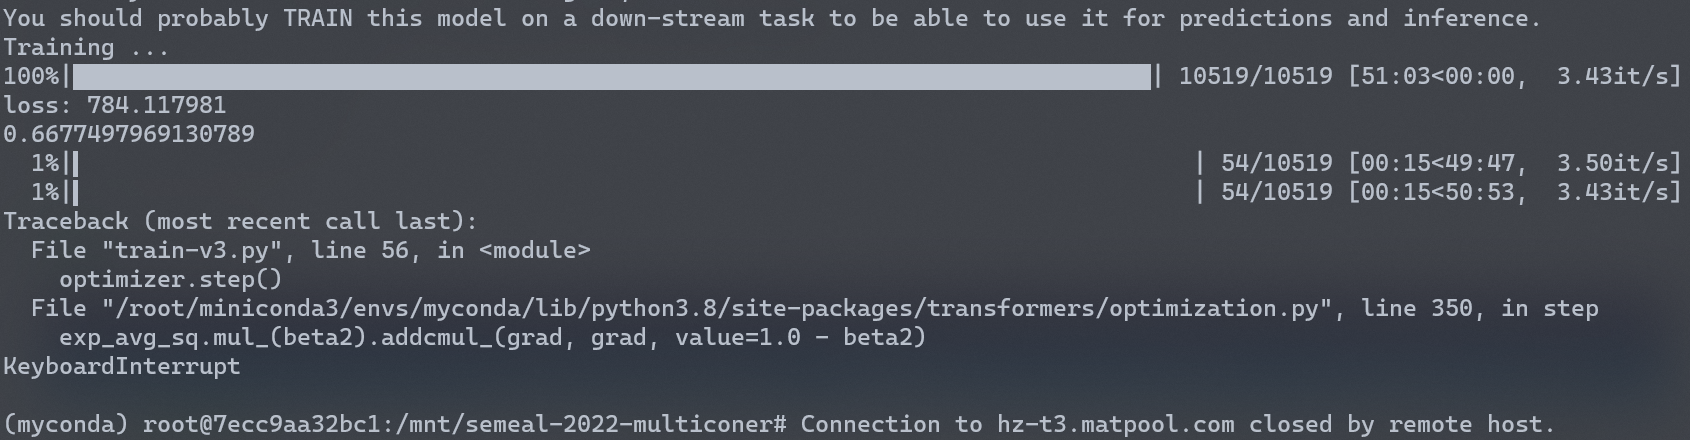 You should probably TRAIN this model on a down-stream task to be able to use it for predictions and inference.
Training ...
100%| | 10519/10519 [51:03<00:00,  3.43it/s]
loss: 784.117981
0.6677497969130789
  1%| | 54/10519 [00:15<49:47,  3.50it/s]
  1%| | 54/10519 [00:15<50:53,  3.43it/s]
Traceback (most recent call last):
  File "train-v3.py", line 56, in <module>
    optimizer.step()
  File "/root/miniconda3/envs/myconda/lib/python3.8/site-packages/transformers/optimization.py", line 350, in step
    exp_avg_sq.mul_(beta2).addcmul_(grad, grad, value=1.0 - beta2)
KeyboardInterrupt
(myconda) root@7ecc9aa32bc1:/mnt/semeal-2022-multiconer# Connection to hz-t3.matpool.com closed by remote host.